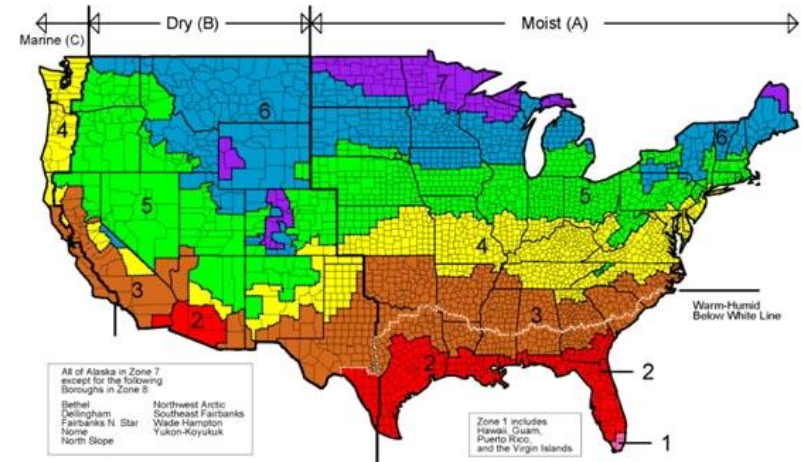 Marine (C)
Dry (B)
Moist (A)
7
6
4
6
5
5
4
3
3
2
2
Warm-Humid
Below White Line
2
1
All of Alaska in Zone 7
except for the following
Boroughs in Zone 8:
Bethel
Dellingham
Fairbanks N. Star
Nome
North Slope
Northwest Arctic
Southeast Fairbanks
Wade Hampton
Yukon-Koyukuk
Zone 1 includes
Hawaii, Guam,
Puerto Rico,
and the Virgin Islands